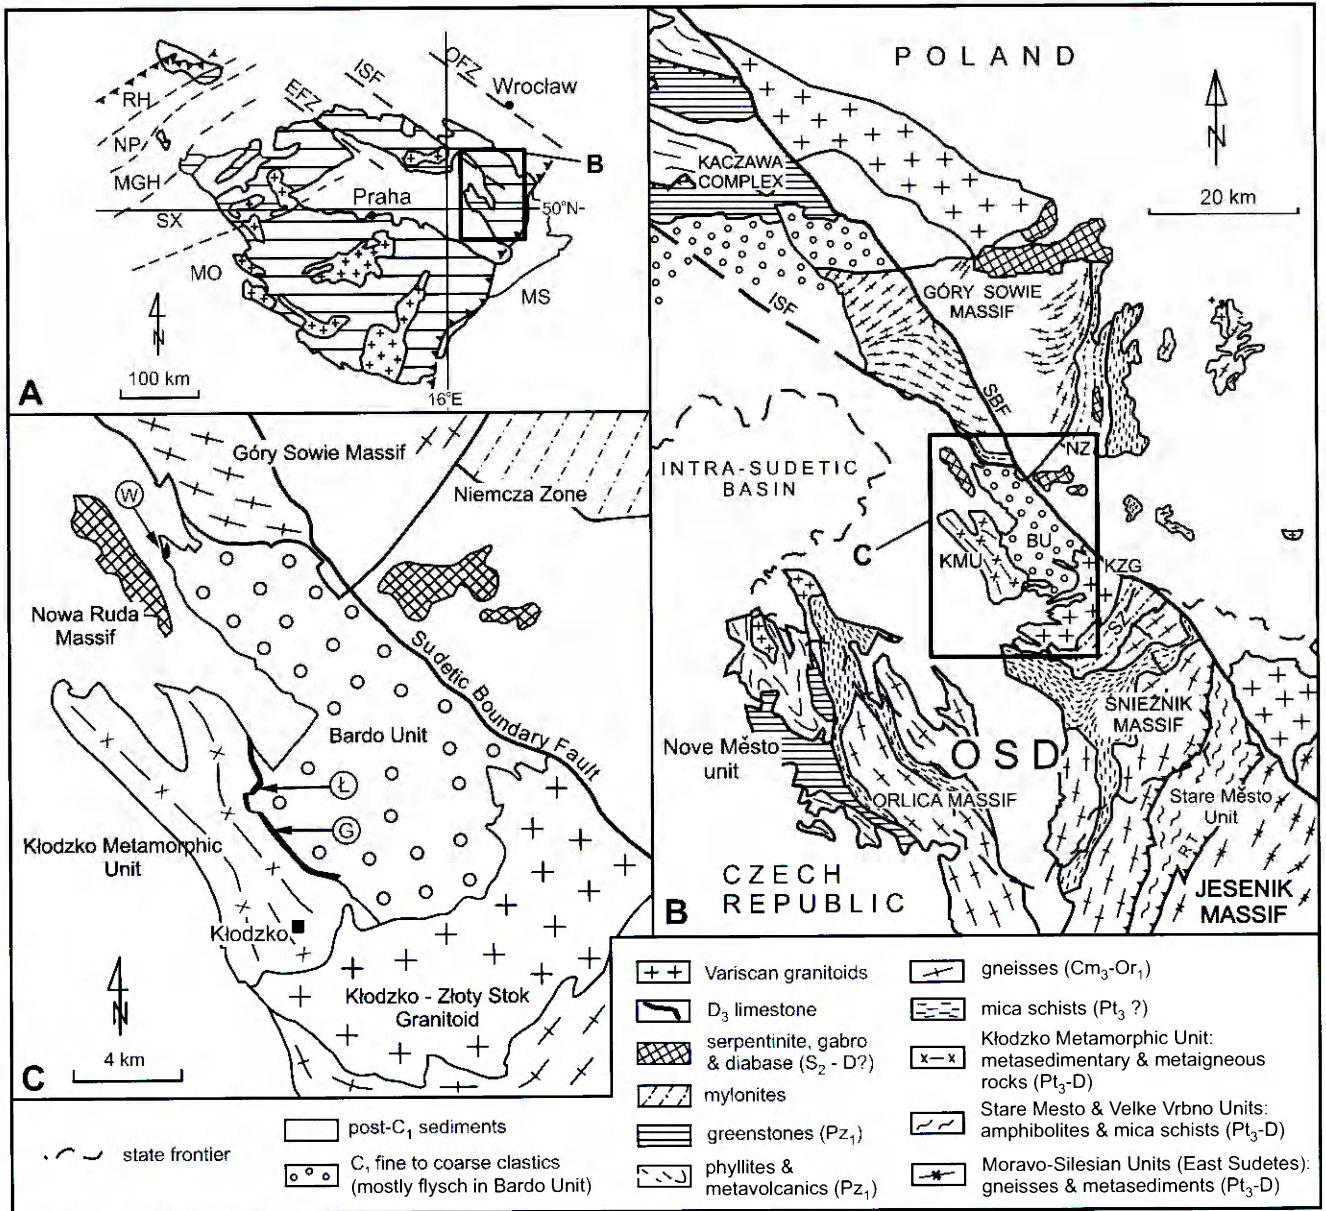 RH
NP
MGH
SX
MO
EFZ
ISF
OFZ
Wrocław
B
Praha
50°N
MS
N
100 km
16°E
A
POLAND
N
20 km
KACZAWA
COMPLEX
ISF
GÓRY SOWIE
MASSIF
SBF
NZ
INTRA-SUDETIC
BASIN
C
KMU
BU
KZG
SZ
ŚNIEŻNIK
MASSIF
Nove Město
unit
OSD
ORLICA MASSIF
Stare Město
Unit
RT
CZECH
REPUBLIC
JESENIK
MASSIF
B
Góry Sowie Massif
Niemcza Zone
W
Nowa Ruda
Massif
Sudetic Boundary Fault
Bardo Unit
Ł
G
Kłodzko Metamorphic
Unit
Kłodzko
Kłodzko - Złoty Stok
Granitoid
N
4 km
C
state frontier
post-C₁ sediments
C₁ fine to coarse clastics
(mostly flysch in Bardo Unit)
Variscan granitoids
D₃ limestone
serpentinite, gabro
& diabase (S₂ - D?)
mylonites
greenstones (Pz₁)
phyllites &
metavolcanics (Pz₁)
gneisses (Cm₃-Or₁)
mica schists (Pt₃ ?)
Kłodzko Metamorphic Unit:
metasedimentary & metaigneous
rocks (Pt₃-D)
Stare Mesto & Velke Vrbno Units:
amphibolites & mica schists (Pt₃-D)
Moravo-Silesian Units (East Sudetes):
gneisses & metasediments (Pt₃-D)